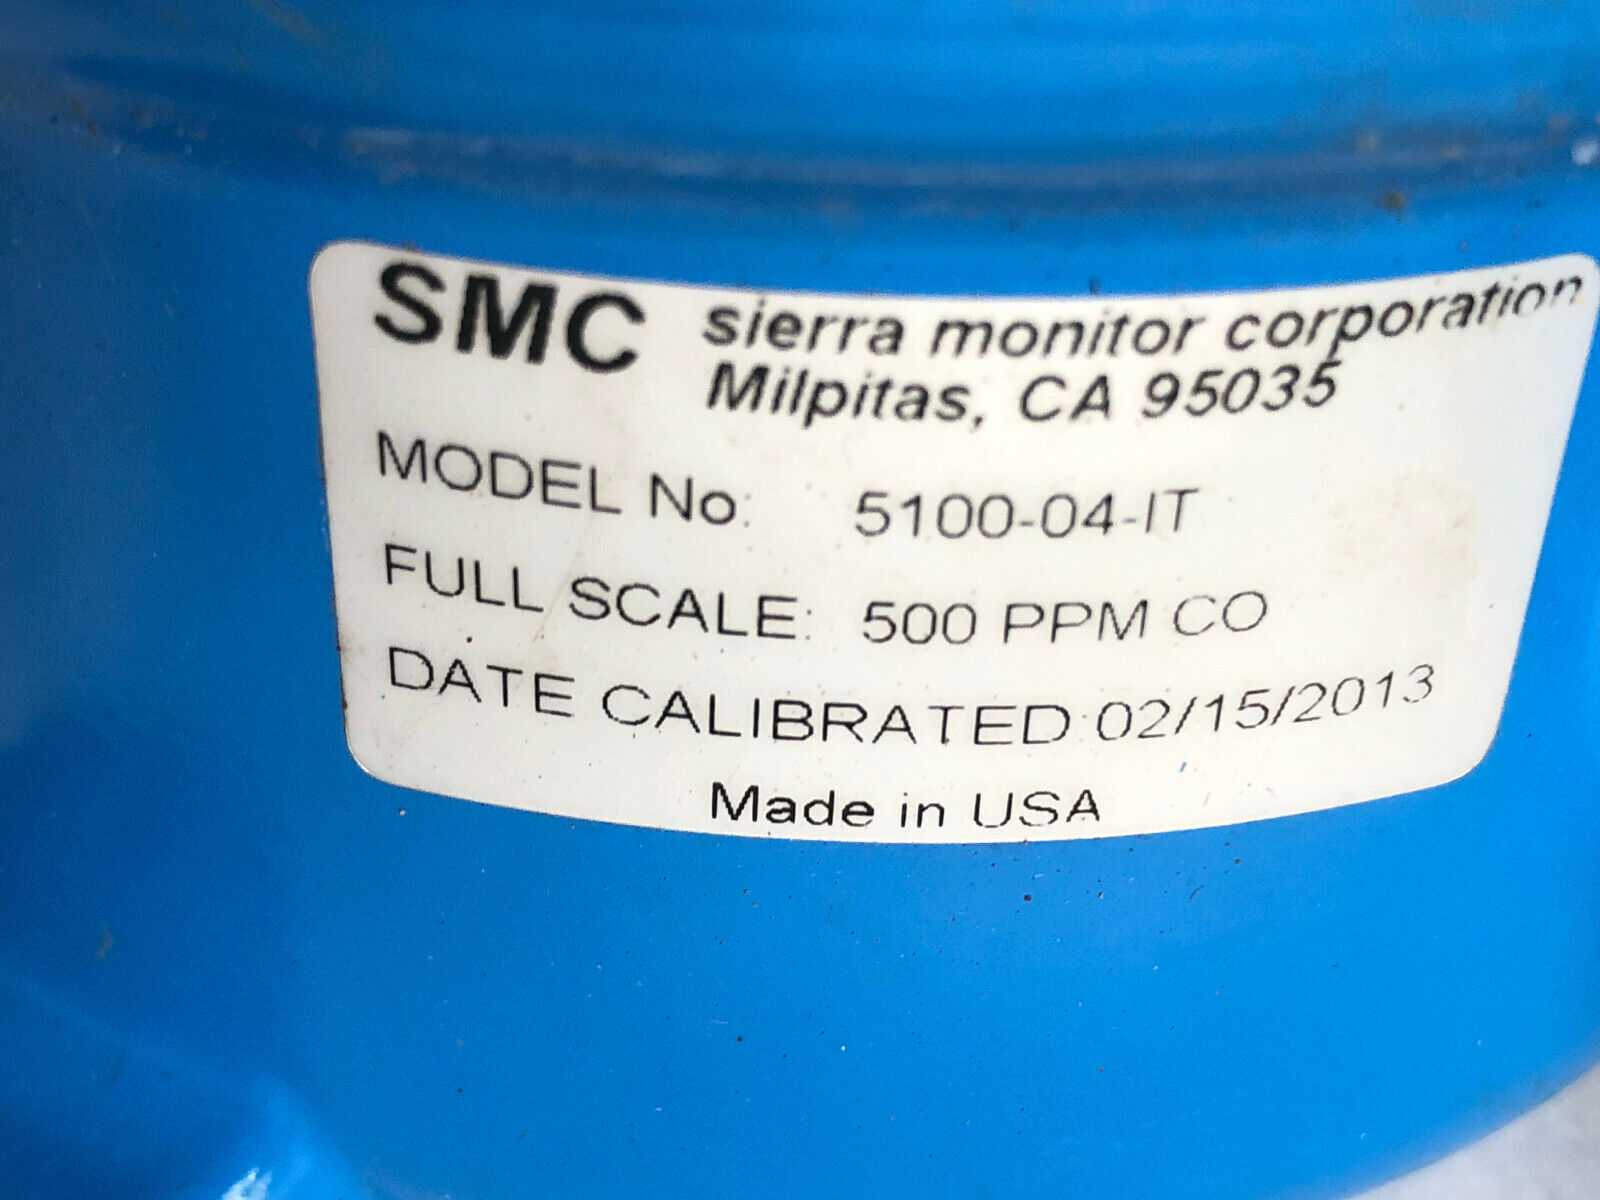 SMC sierra monitor corporation
Milpitas, CA 95035
MODEL No: 5100-04-IT
FULL SCALE: 500 PPM CO
DATE CALIBRATED: 02/15/2013
Made in USA